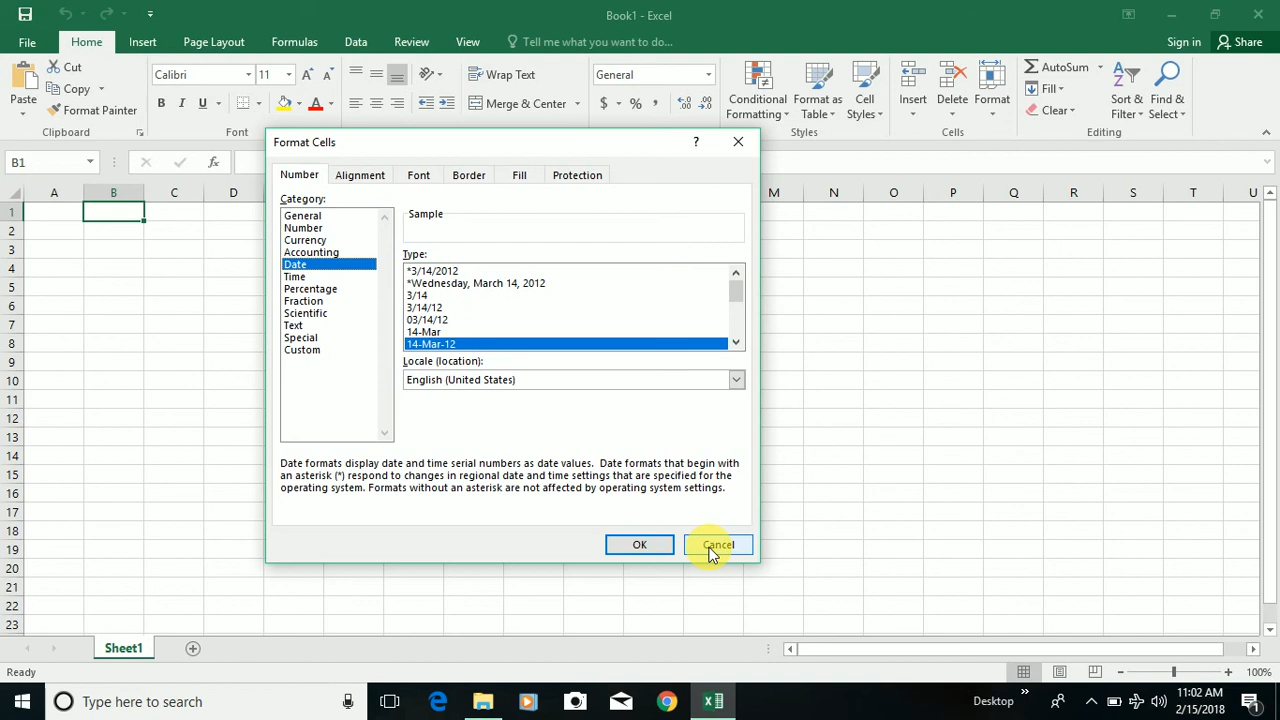 Book1 - Excel
File Home Insert Page Layout Formulas Data Review View Tell me what you want to do... Sign in Share
Paste
Cut
Copy
Format Painter
Clipboard
Calibri 11
B I U
Font
Wrap Text
Merge & Center
General
$ % ,
Conditional Formatting
Format as Table
Cell Styles
Styles
Insert
Delete
Format
Cells
AutoSum
Fill
Clear
Sort & Filter
Find & Select
Editing
B1 fx
A B C D M N O P Q R S T U
1
2
3
4
5
6
7
8
9
10
11
12
13
14
15
16
17
18
19
20
21
22
23
Format Cells ?
Number Alignment Font Border Fill Protection
Category:
General
Number
Currency
Accounting
Date
Time
Percentage
Fraction
Scientific
Text
Special
Custom
Sample
Type:
*3/14/2012
*Wednesday, March 14, 2012
3/14
3/14/12
03/14/12
14-Mar
14-Mar-12
Locale (location):
English (United States)
Date formats display date and time serial numbers as date values. Date formats that begin with
an asterisk (*) respond to changes in regional date and time settings that are specified for the
operating system. Formats without an asterisk are not affected by operating system settings.
OK Cancel
Sheet1
Ready 100%
Type here to search
Desktop
11:02 AM
2/15/2018
1